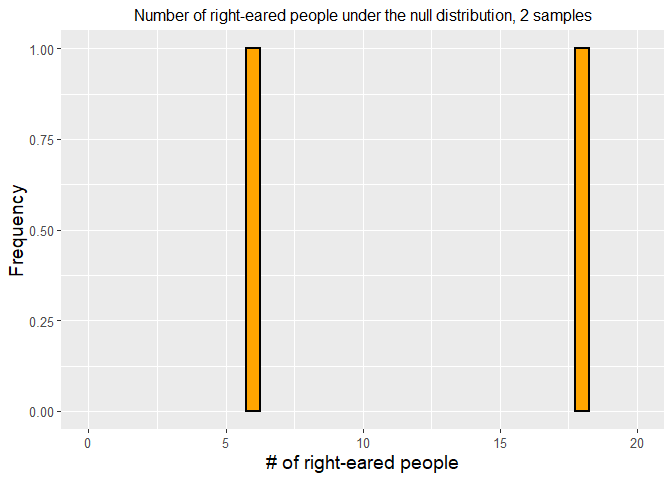 Number of right-eared people under the null distribution, 2 samples
1.00
0.75
0.50
0.25
0.00
Frequency
0 5 10 15 20
# of right-eared people